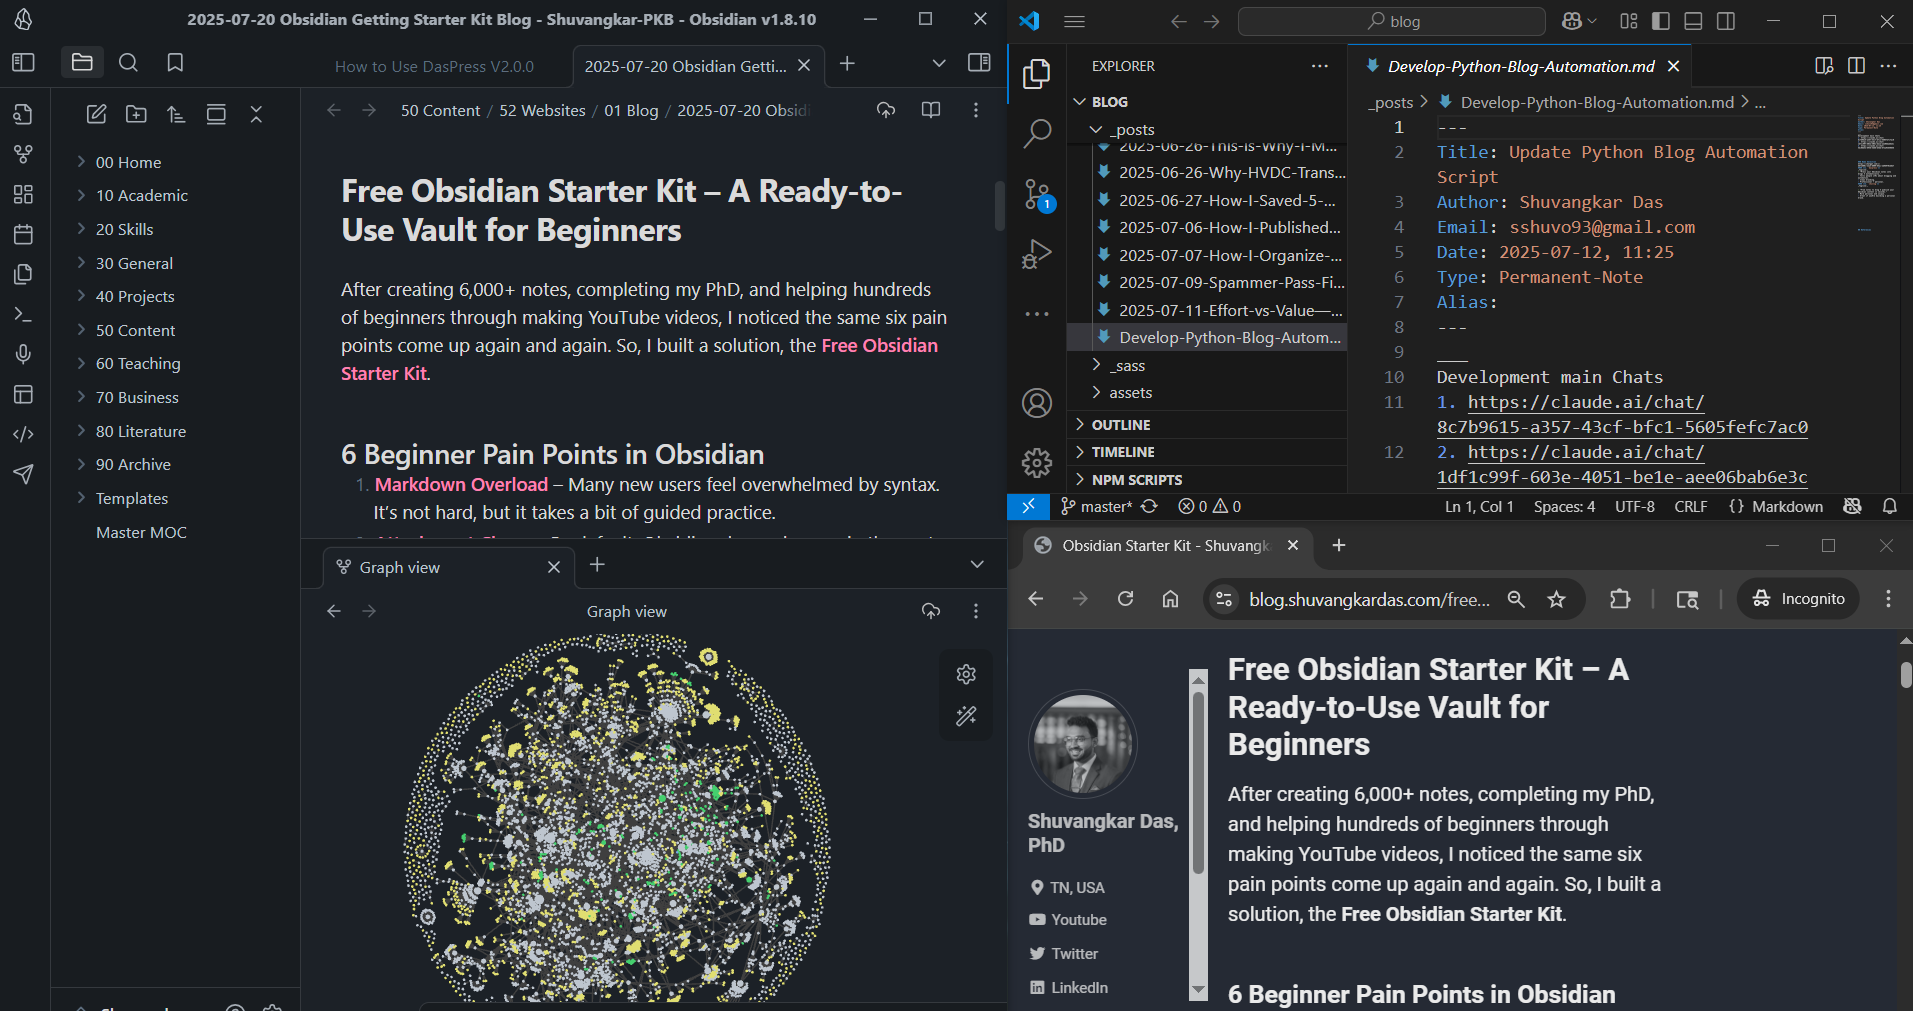 2025-07-20 Obsidian Getting Starter Kit Blog - Shuvangkar-PKB - Obsidian v1.8.10
How to Use DasPress V2.0.0
2025-07-20 Obsidian Getti...
50 Content / 52 Websites / 01 Blog / 2025-07-20 Obsidi
00 Home
10 Academic
20 Skills
30 General
40 Projects
50 Content
60 Teaching
70 Business
80 Literature
90 Archive
Templates
Master MOC
Free Obsidian Starter Kit – A Ready-to-
Use Vault for Beginners
After creating 6,000+ notes, completing my PhD, and helping hundreds
of beginners through making YouTube videos, I noticed the same six pain
points come up again and again. So, I built a solution, the Free Obsidian
Starter Kit.
6 Beginner Pain Points in Obsidian
1. Markdown Overload – Many new users feel overwhelmed by syntax.
It's not hard, but it takes a bit of guided practice.
Graph view
Graph view
blog
EXPLORER
BLOG
_posts
2025-06-26-This-is-Why-I-M...
2025-06-26-Why-HVDC-Trans...
2025-06-27-How-I-Saved-5-...
2025-07-06-How-I-Published...
2025-07-07-How-I-Organize-...
2025-07-09-Spammer-Pass-Fi...
2025-07-11-Effort-vs-Value—...
Develop-Python-Blog-Autom...
_sass
assets
OUTLINE
TIMELINE
NPM SCRIPTS
1
Develop-Python-Blog-Automation.md
_posts > Develop-Python-Blog-Automation.md > ...
1 ---
2 Title: Update Python Blog Automation
Script
3 Author: Shuvangkar Das
4 Email: sshuvo93@gmail.com
5 Date: 2025-07-12, 11:25
6 Type: Permanent-Note
7 Alias:
8 ---
9 ___
10 Development main Chats
11 1. https://claude.ai/chat/
8c7b9615-a357-43cf-bfc1-5605fefc7ac0
12 2. https://claude.ai/chat/
1df1c99f-603e-4051-be1e-aee06bab6e3c
master* 0 0 Ln 1, Col 1 Spaces: 4 UTF-8 CRLF {} Markdown
Obsidian Starter Kit - Shuvangk
blog.shuvangkardas.com/free...
Incognito
Shuvangkar Das,
PhD
TN, USA
Youtube
Twitter
LinkedIn
Free Obsidian Starter Kit – A
Ready-to-Use Vault for
Beginners
After creating 6,000+ notes, completing my PhD,
and helping hundreds of beginners through
making YouTube videos, I noticed the same six
pain points come up again and again. So, I built a
solution, the Free Obsidian Starter Kit.
6 Beginner Pain Points in Obsidian